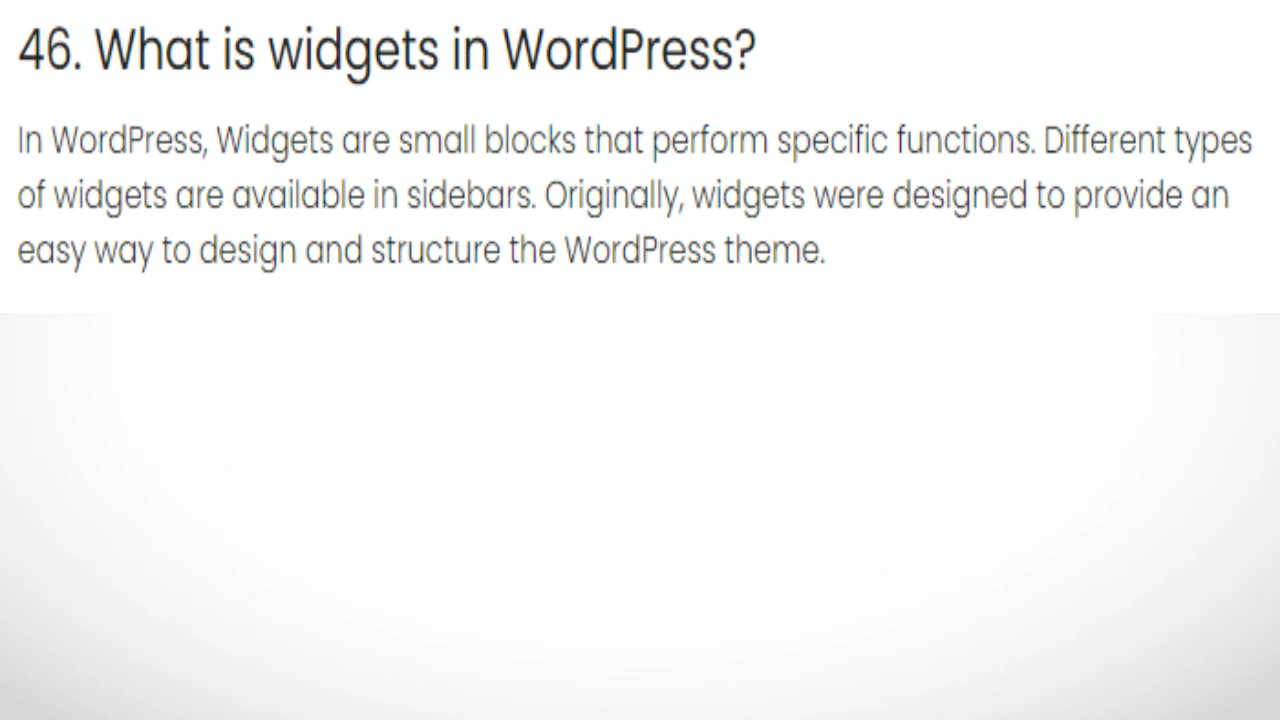 46. What is widgets in WordPress?
In WordPress, Widgets are small blocks that perform specific functions. Different types
of widgets are available in sidebars. Originally, widgets were designed to provide an
easy way to design and structure the WordPress theme.